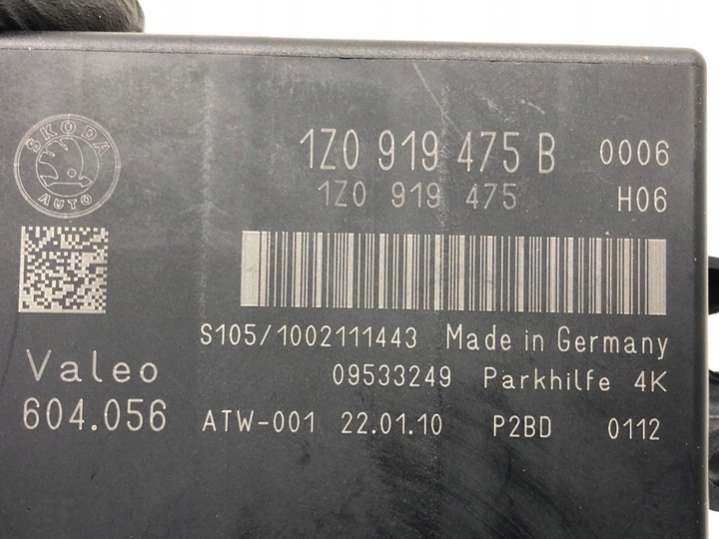 ŠKODA
AUTO
1Z0 919 475 B 0006
1Z0 919 475 H06
S105/1002111443 Made in Germany
Valeo 09533249 Parkhilfe 4K
604.056 ATW-001 22.01.10 P2BD 0112